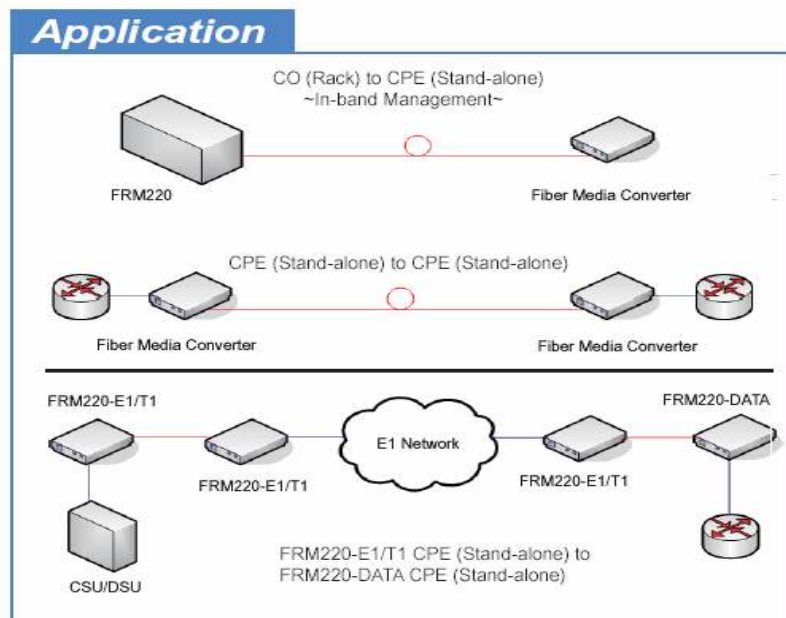 Application
CO (Rack) to CPE (Stand-alone)
~In-band Management~
FRM220
Fiber Media Converter
CPE (Stand-alone) to CPE (Stand-alone)
Fiber Media Converter
Fiber Media Converter
FRM220-E1/T1
FRM220-DATA
E1 Network
FRM220-E1/T1
FRM220-E1/T1
CSU/DSU
FRM220-E1/T1 CPE (Stand-alone) to
FRM220-DATA CPE (Stand-alone)